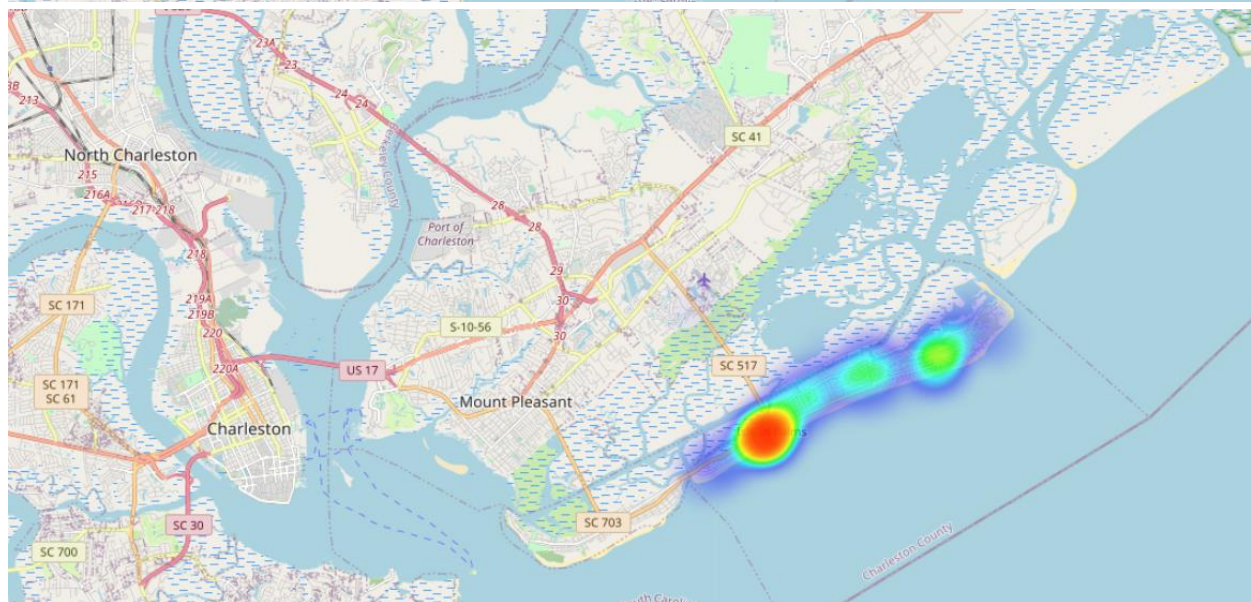 23A
23
24
24
3B
213
SC 41
North Charleston
215
216A
217
218
28
28
Port of
Charleston
218
29
SC 171
219A
219B
30
220
S-10-56
30
220A
US 17
SC 517
SC 171
SC 61
Mount Pleasant
Charleston
SC 703
SC 30
SC 700
Charleston County